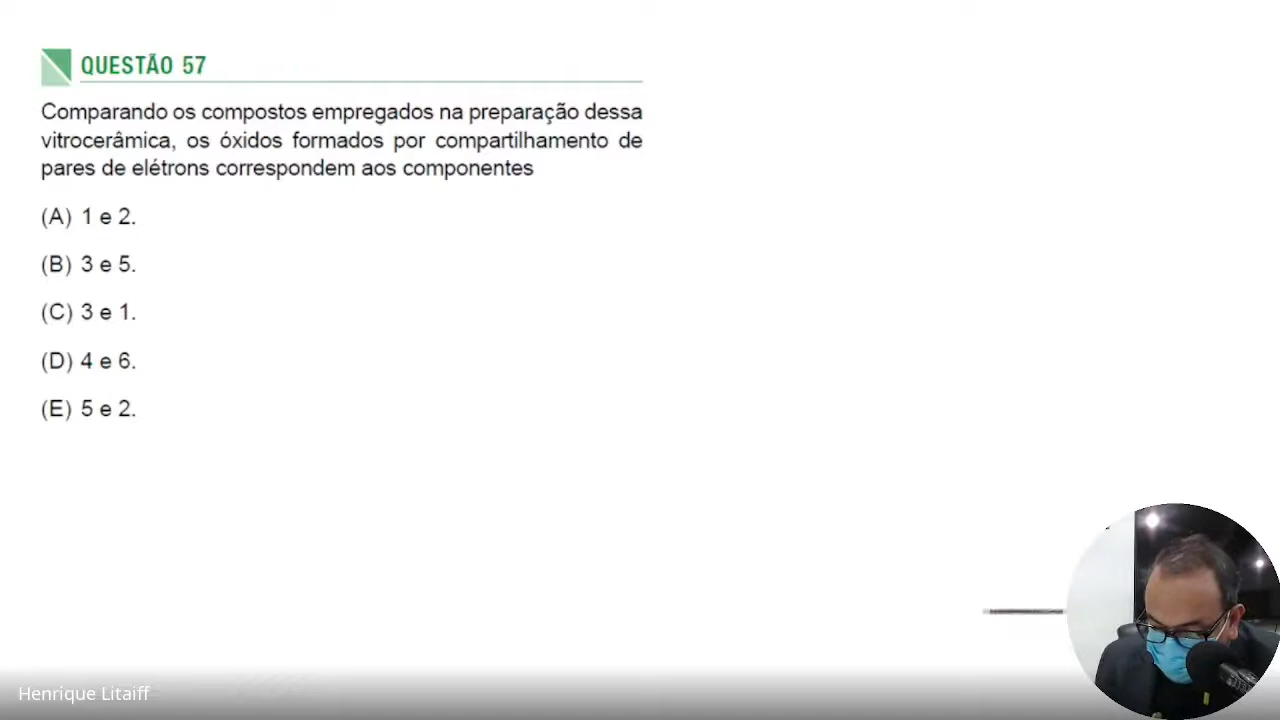 QUESTÃO 57
Comparando os compostos empregados na preparação dessa
vitrocerâmica, os óxidos formados por compartilhamento de
pares de elétrons correspondem aos componentes
(A) 1 e 2.
(B) 3 e 5.
(C) 3 e 1.
(D) 4 e 6.
(E) 5 e 2.
Henrique Litaiff